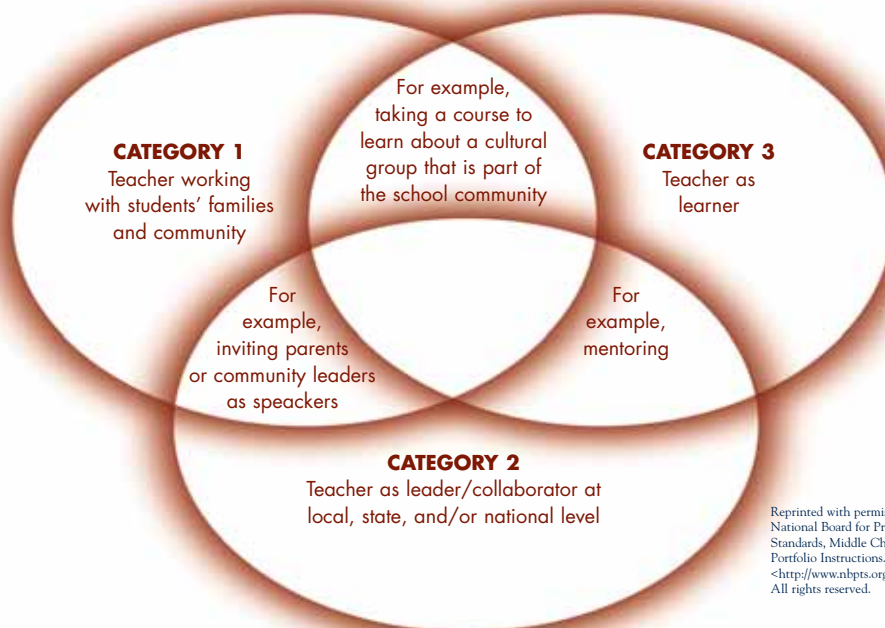 For example,
taking a course to
learn about a cultural
group that is part of
the school community
CATEGORY 1
Teacher working
with students’ families
and community
CATEGORY 3
Teacher as
learner
For
example,
inviting parents
or community leaders
as speackers
For
example,
mentoring
CATEGORY 2
Teacher as leader/collaborator at
local, state, and/or national level
Reprinted with
National Board for
Standards, Middle
Portfolio Instructions.
<http://www.nbpts.org
All rights reserved.